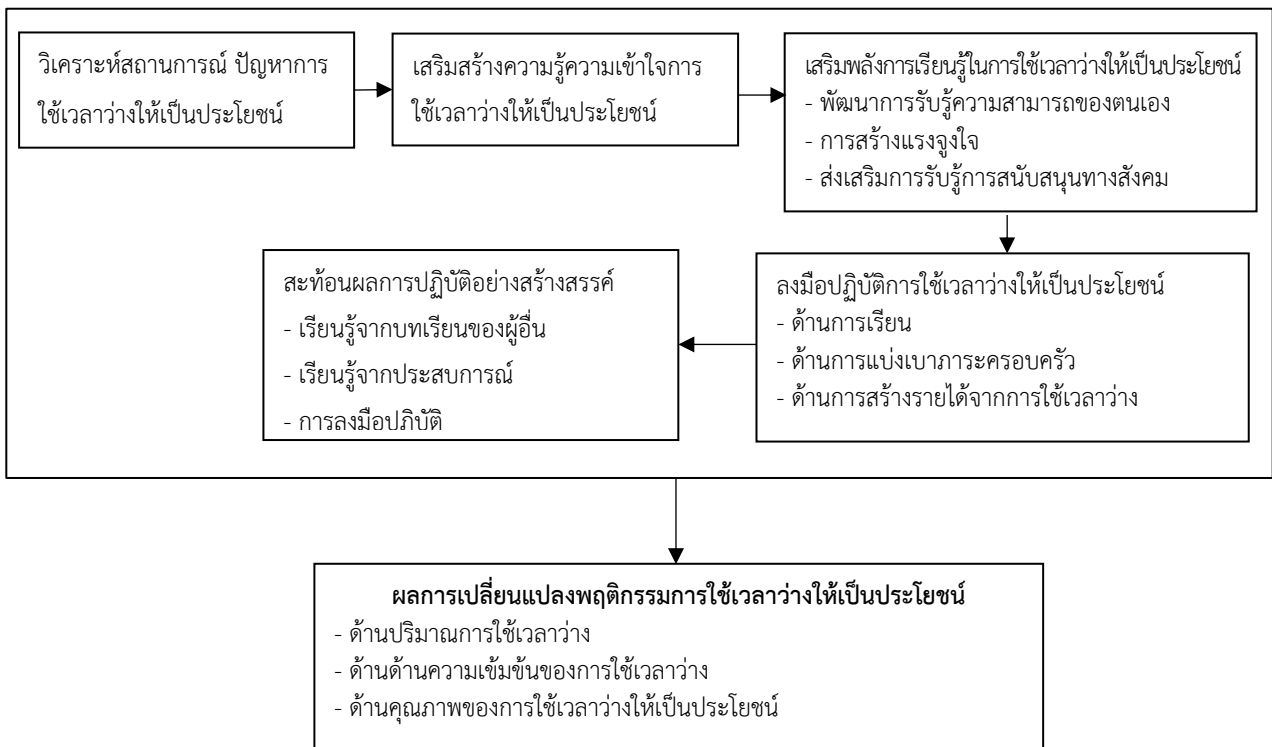 วิเคราะห์สถานการณ์ ปัญหาการ
ใช้เวลาว่างให้เป็นประโยชน์
เสริมสร้างความรู้ความเข้าใจการ
ใช้เวลาว่างให้เป็นประโยชน์
เสริมพลังการเรียนรู้ในการใช้เวลาว่างให้เป็นประโยชน์
- พัฒนาการรับรู้ความสามารถของตนเอง
- การสร้างแรงจูงใจ
- ส่งเสริมการรับรู้การสนับสนุนทางสังคม
ลงมือปฏิบัติการใช้เวลาว่างให้เป็นประโยชน์
- ด้านการเรียน
- ด้านการแบ่งเบาภาระครอบครัว
- ด้านการสร้างรายได้จากการใช้เวลาว่าง
สะท้อนผลการปฏิบัติอย่างสร้างสรรค์
- เรียนรู้จากบทเรียนของผู้อื่น
- เรียนรู้จากประสบการณ์
- การลงมือปภิบัติ
ผลการเปลี่ยนแปลงพฤติกรรมการใช้เวลาว่างให้เป็นประโยชน์
- ด้านปริมาณการใช้เวลาว่าง
- ด้านด้านความเข้มข้นของการใช้เวลาว่าง
- ด้านคุณภาพของการใช้เวลาว่างให้เป็นประโยชน์